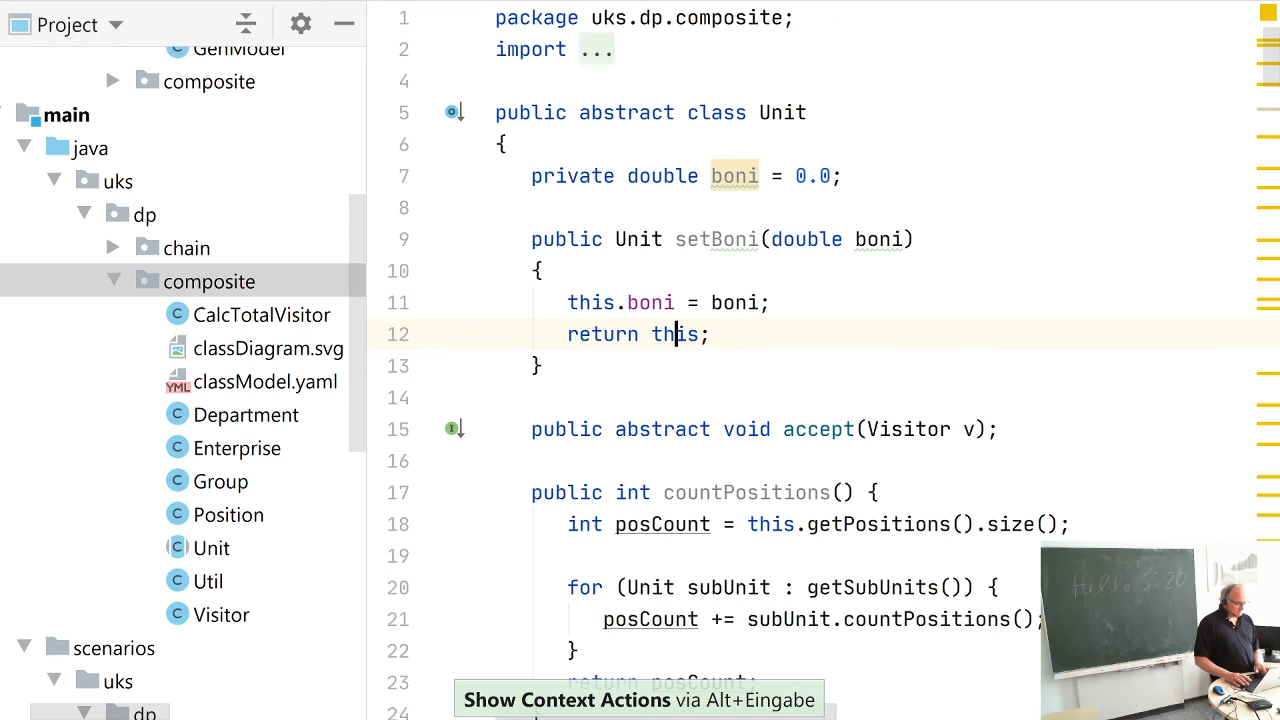 Project
GenModel
composite
main
java
uks
dp
chain
composite
CalcTotalVisitor
classDiagram.svg
YML
classModel.yaml
Department
Enterprise
Group
Position
Unit
Util
Visitor
scenarios
uks
dp
1 package uks.dp.composite;
2 import ...
4
5 public abstract class Unit
6 {
7 private double boni = 0.0;
8
9 public Unit setBoni(double boni)
10 {
11 this.boni = boni;
12 return this;
13 }
14
15 public abstract void accept(Visitor v);
16
17 public int countPositions() {
18 int posCount = this.getPositions().size();
19
20 for (Unit subUnit : getSubUnits()) {
21 posCount += subUnit.countPositions();
22 }
23 return posCount;
24
Show Context Actions via Alt+Eingabe